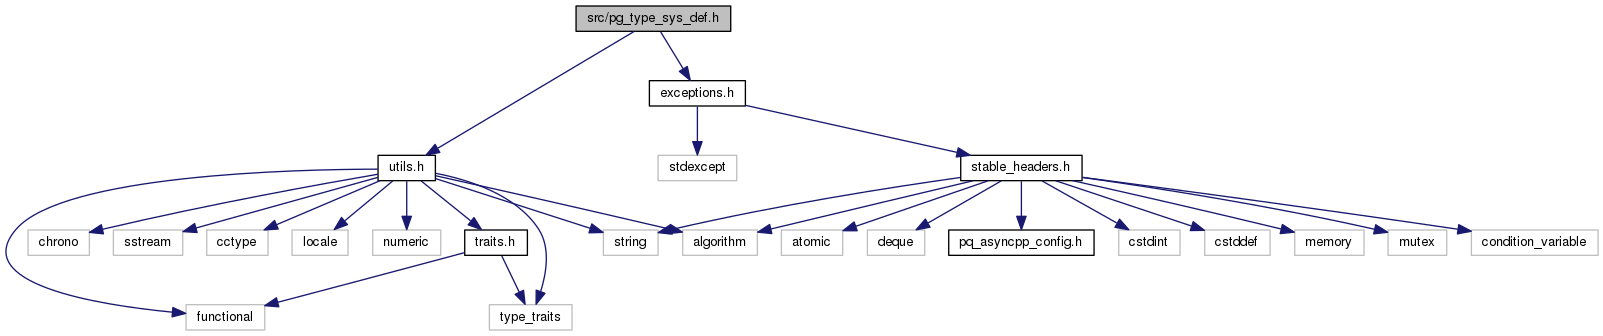 src/pg_type_sys_def.h
exceptions.h
utils.h
stdexcept
stable_headers.h
chrono
sstream
cctype
locale
numeric
traits.h
string
algorithm
atomic
deque
pq_asyncpp_config.h
cstdint
cstddef
memory
mutex
condition_variable
functional
type_traits